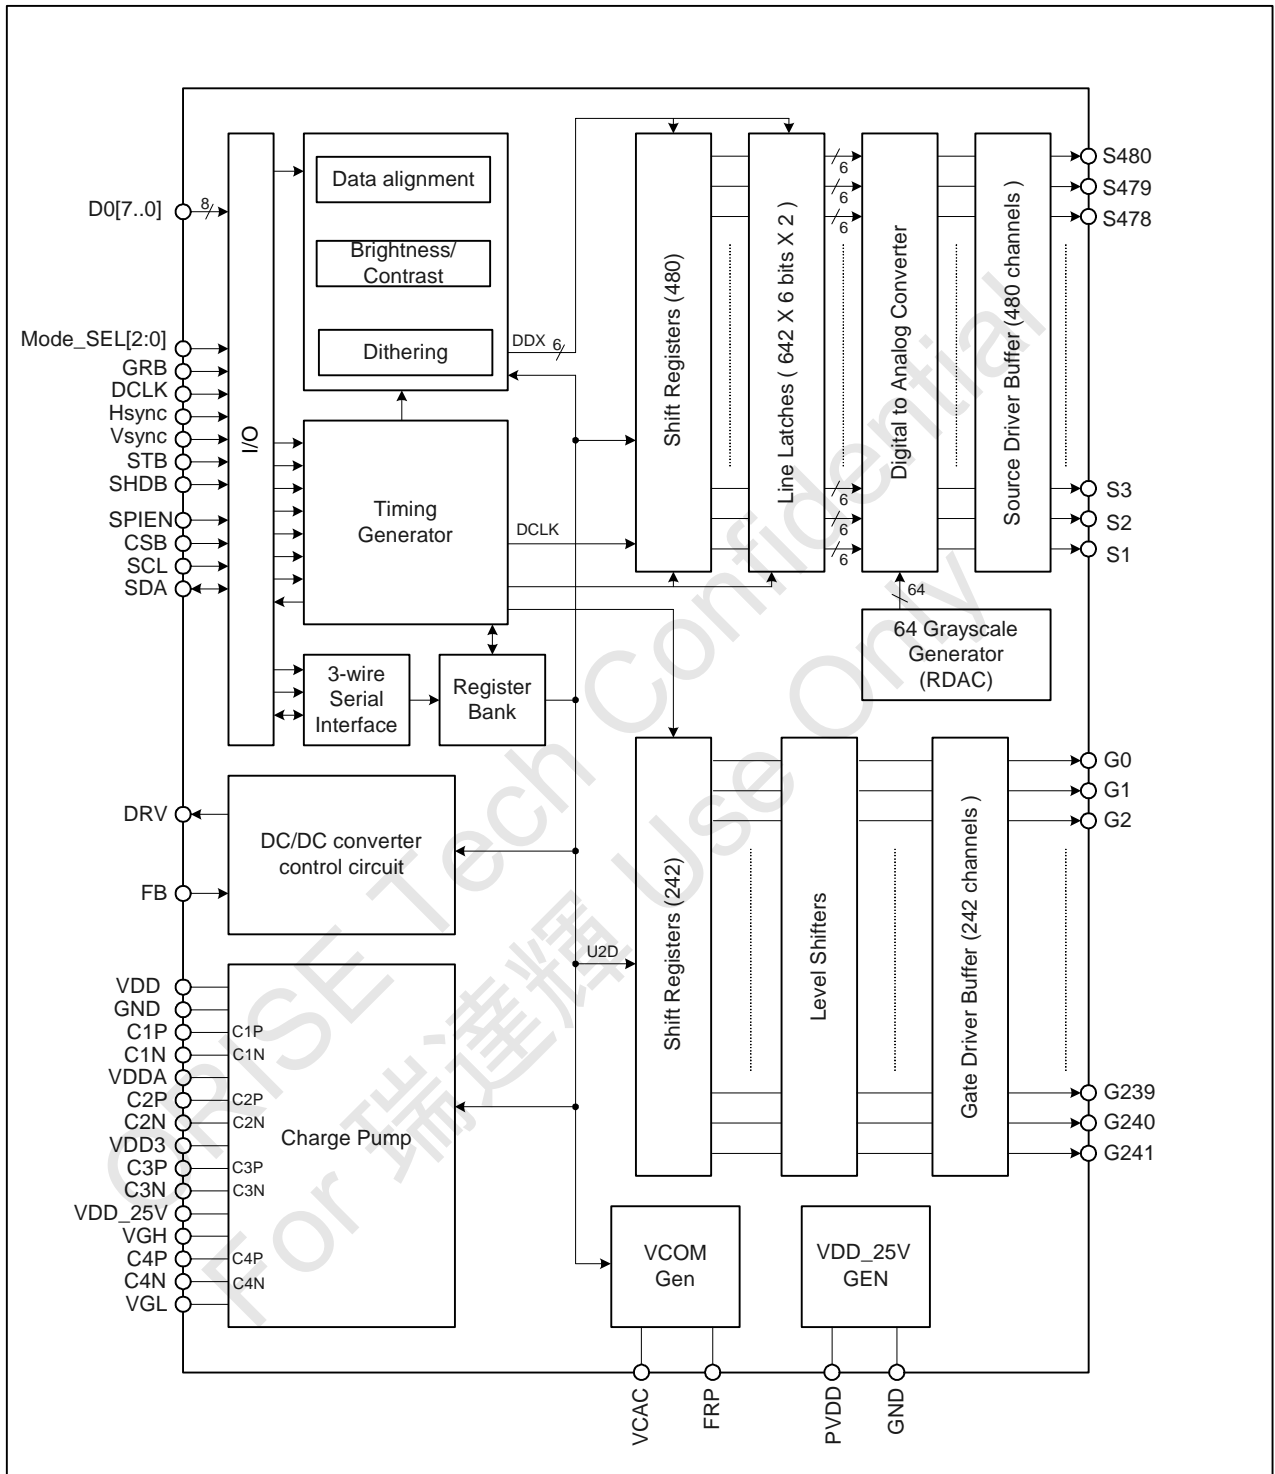 D0[7..0]
8
Mode_SEL[2:0]
GRB
DCLK
Hsync
Vsync
STB
SHDB
SPIEN
CSB
SCL
SDA
I/O
Data alignment
Brightness/
Contrast
Dithering
DDX 6
Timing
Generator
DCLK
3-wire
Serial
Interface
Register
Bank
Shift Registers (480)
Line Latches ( 642 X 6 bits X 2 )
6
6
6
6
6
6
Digital to Analog Converter
Source Driver Buffer (480 channels )
S480
S479
S478
S3
S2
S1
64
64 Grayscale
Generator
(RDAC)
DRV
FB
DC/DC converter
control circuit
U2D
Shift Registers (242)
Level Shifters
Gate Driver Buffer (242 channels )
G0
G1
G2
G239
G240
G241
VDD
GND
C1P
C1N
VDDA
C2P
C2N
VDD3
C3P
C3N
VDD_25V
VGH
C4P
C4N
VGL
C1P
C1N
C2P
C2N
C3P
C3N
C4P
C4N
Charge Pump
VCOM
Gen
VDD_25V
GEN
VCAC
FRP
PVDD
GND
ORISE Tech Confidential
For 瑞達輝 Use Only